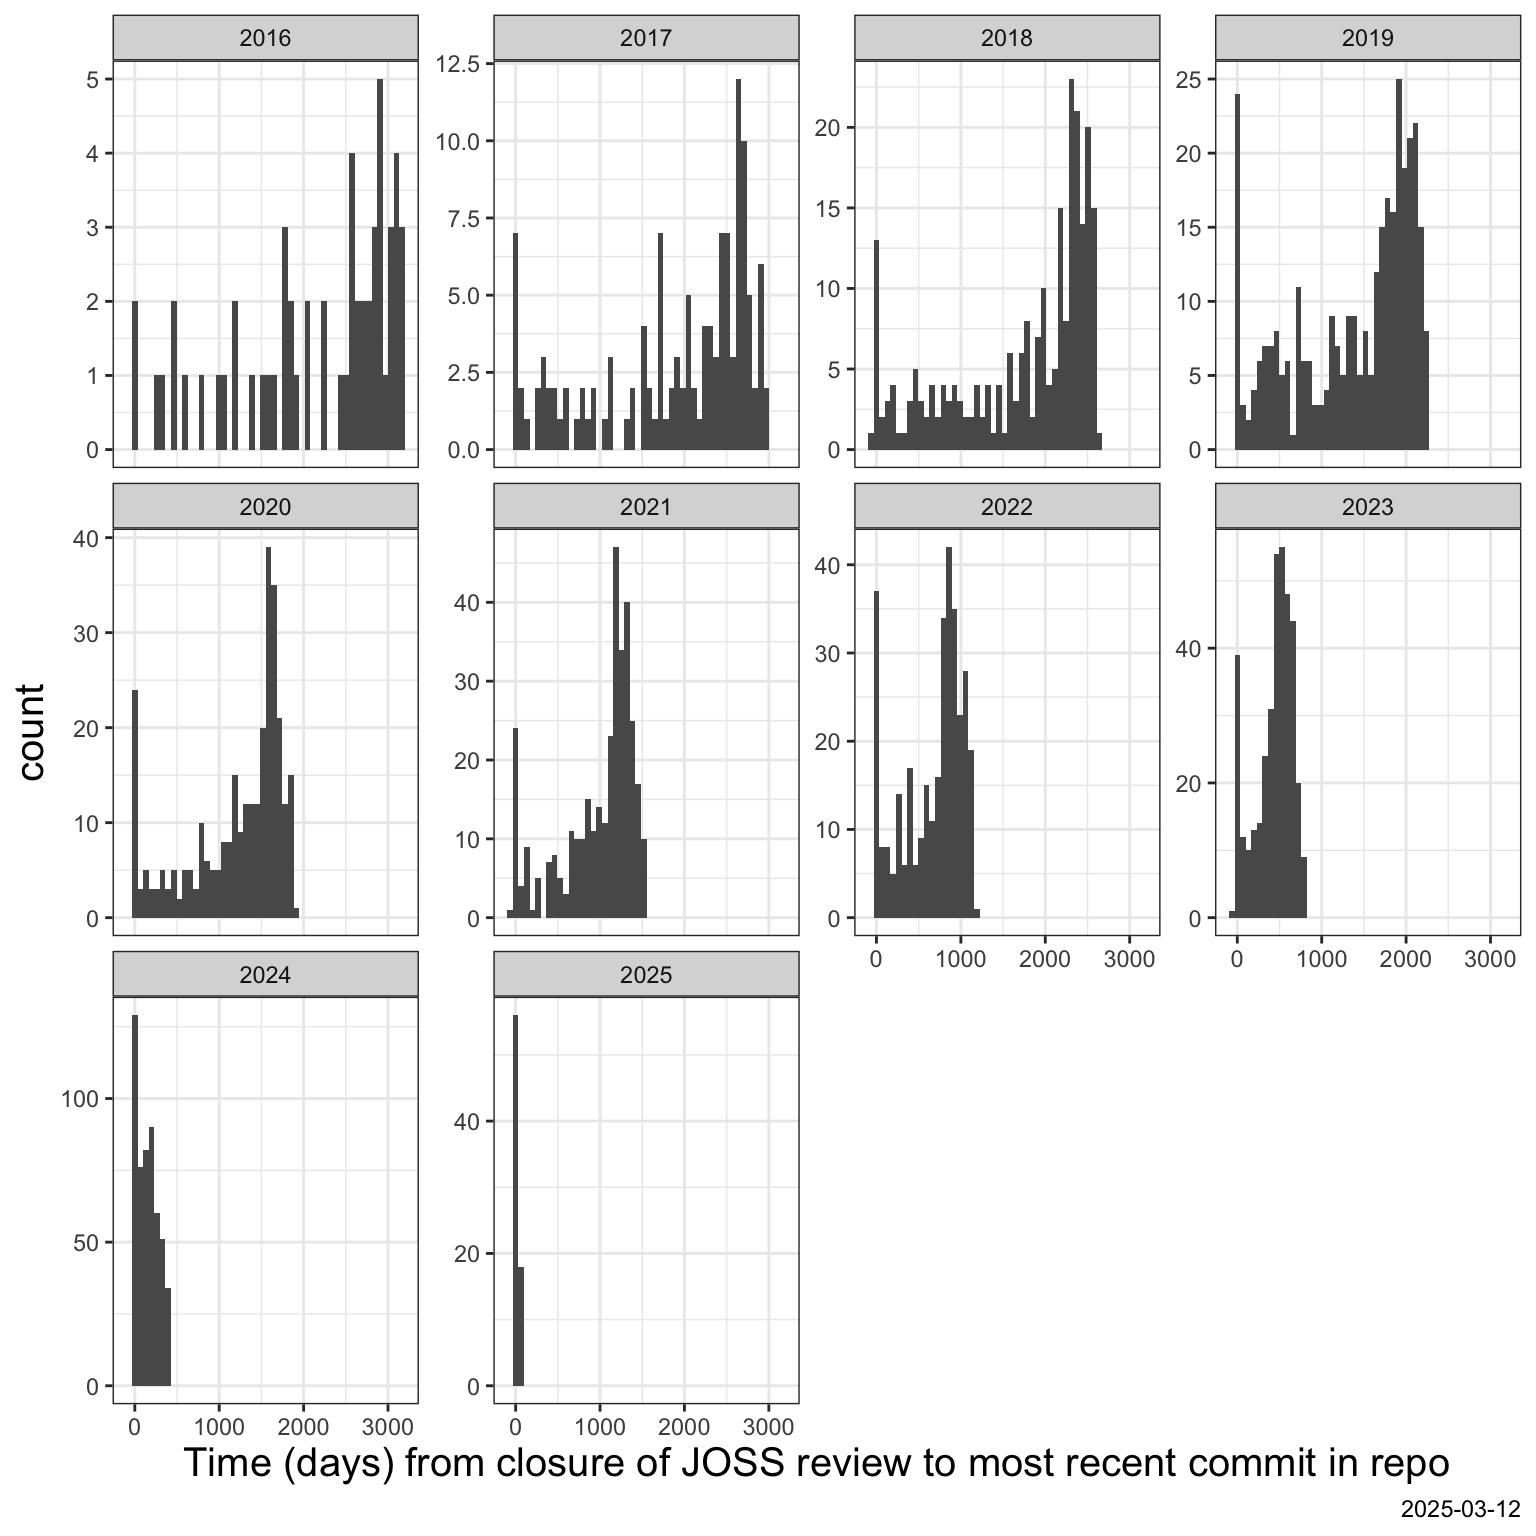 2016 2017 2018 2019
5 4 3 2 1 0
12.5 10.0 7.5 5.0 2.5 0.0
20 15 10 5 0
25 20 15 10 5 0
2020 2021 2022 2023
40 30 20 10 0
40 30 20 10 0
40 30 20 10 0
40 20 0
0 1000 2000 3000
0 1000 2000 3000
2024 2025
100 50 0
40 20 0
0 1000 2000 3000
0 1000 2000 3000
count
Time (days) from closure of JOSS review to most recent commit in repo
2025-03-12